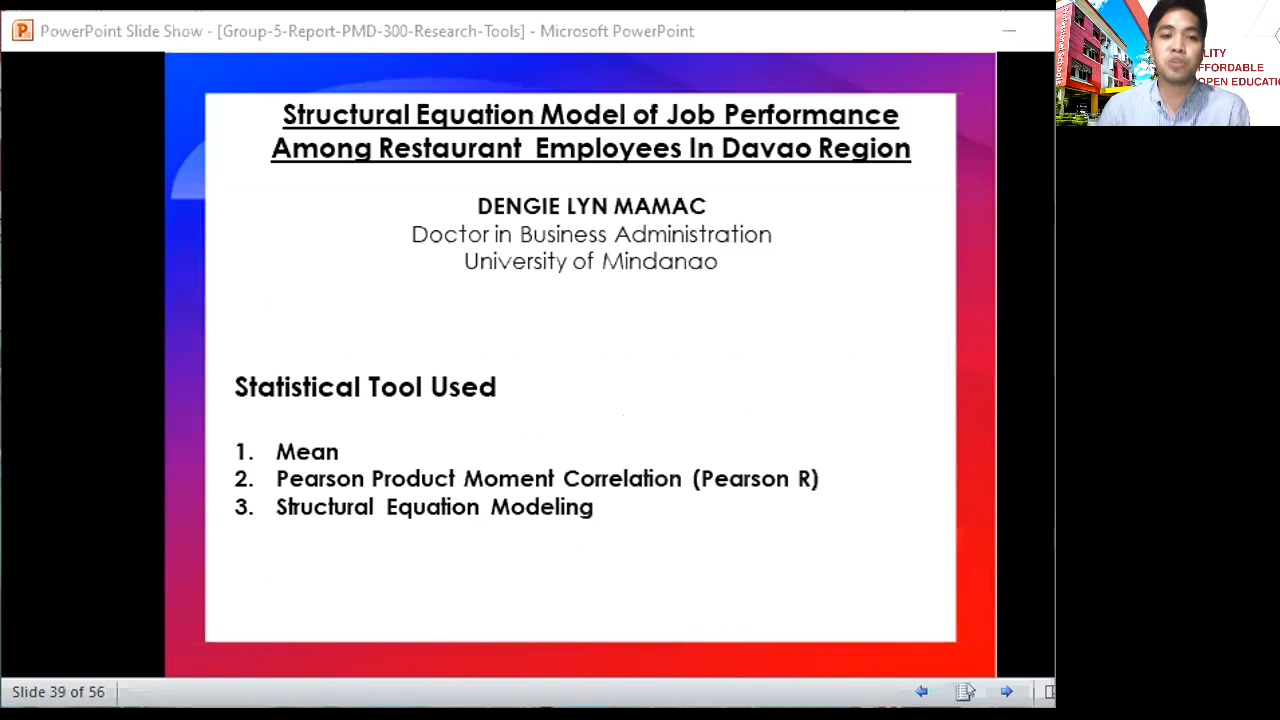 PowerPoint Slide Show - [Group-5-Report-PMD-300-Research-Tools] - Microsoft PowerPoint
Structural Equation Model of Job Performance
Among Restaurant Employees In Davao Region
DENGIE LYN MAMAC
Doctor in Business Administration
University of Mindanao
Statistical Tool Used
1. Mean
2. Pearson Product Moment Correlation (Pearson R)
3. Structural Equation Modeling
Slide 39 of 56
LITY
FFORDABLE
OPEN EDUCATIO